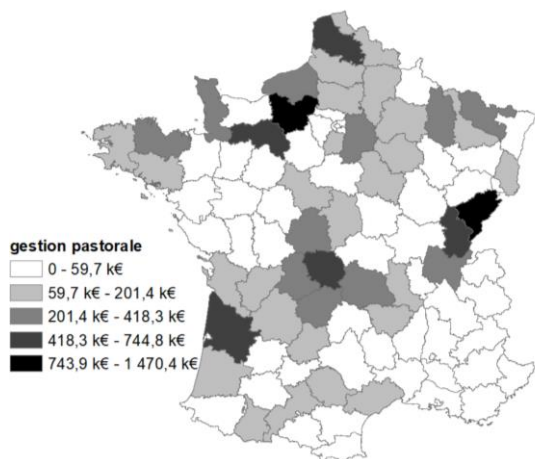 gestion pastorale
0 - 59,7 k€
59,7 k€ - 201,4 k€
201,4 k€ - 418,3 k€
418,3 k€ - 744,8 k€
743,9 k€ - 1 470,4 k€